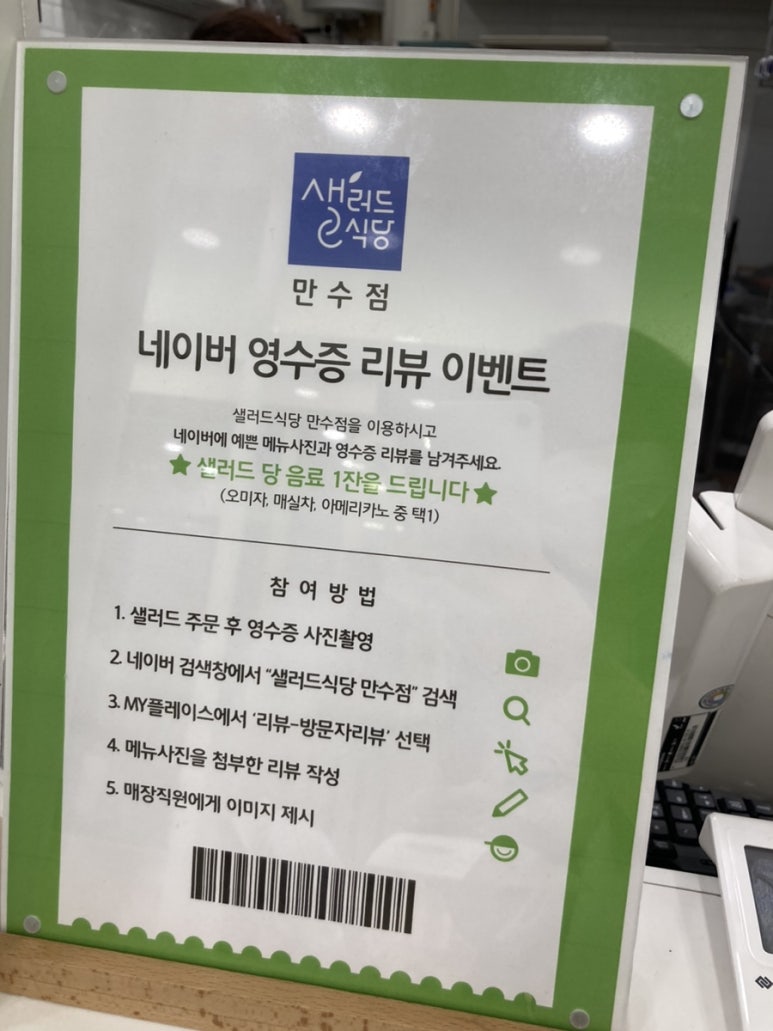 샐러드
식당
만수점
네이버 영수증 리뷰 이벤트
샐러드식당 만수점을 이용하시고
네이버에 예쁜 메뉴사진과 영수증 리뷰를 남겨주세요.
★ 샐러드 당 음료 1잔을 드립니다 ★
(오미자, 매실차, 아메리카노 중 택1)
참여방법
1. 샐러드 주문 후 영수증 사진촬영
2. 네이버 검색창에서 "샐러드식당 만수점" 검색
3. MY플레이스에서 '리뷰-방문자리뷰' 선택
4. 메뉴사진을 첨부한 리뷰 작성
5. 매장직원에게 이미지 제시